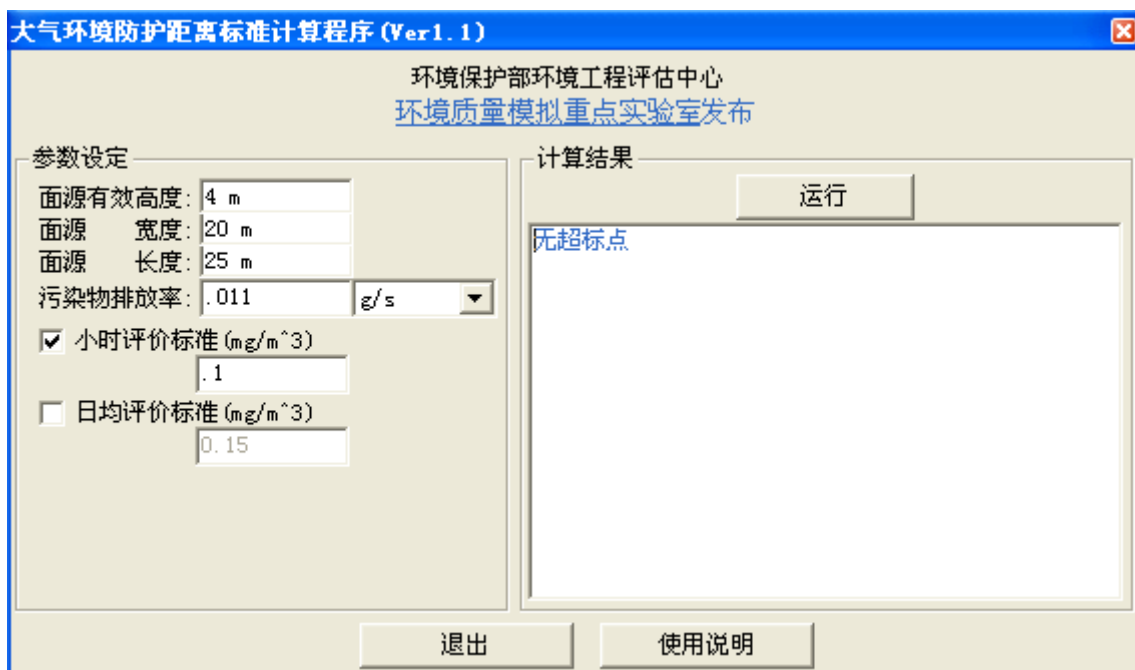 大气环境防护距离标准计算程序(Ver1.1)
环境保护部环境工程评估中心
环境质量模拟重点实验室发布
参数设定
面源有效高度: 4 m
面源 宽度: 20 m
面源 长度: 25 m
污染物排放率: .011 g/s
小时评价标准(mg/m^3)
.1
日均评价标准(mg/m^3)
0.15
计算结果
运行
无超标点
退出
使用说明